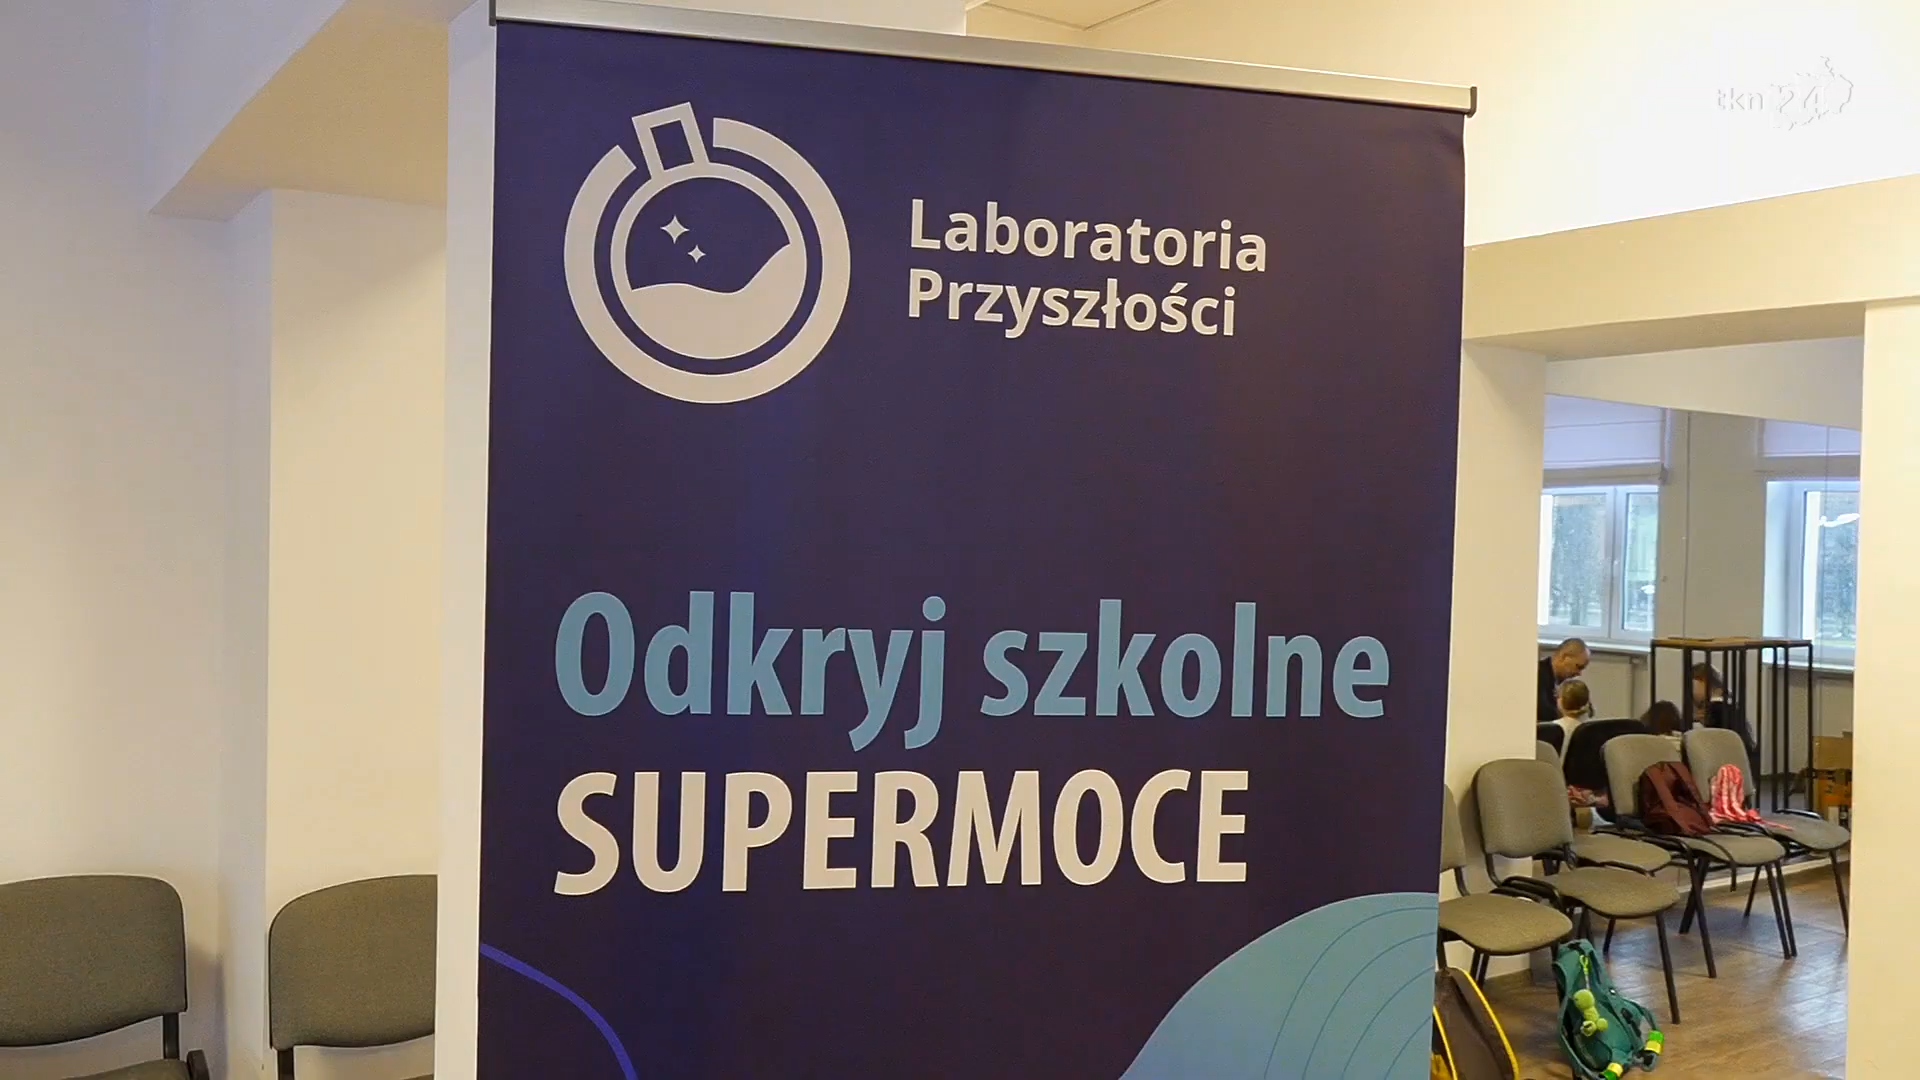 tkn24
Laboratoria
Przyszłości
Odkryj szkolne
SUPERMOCE